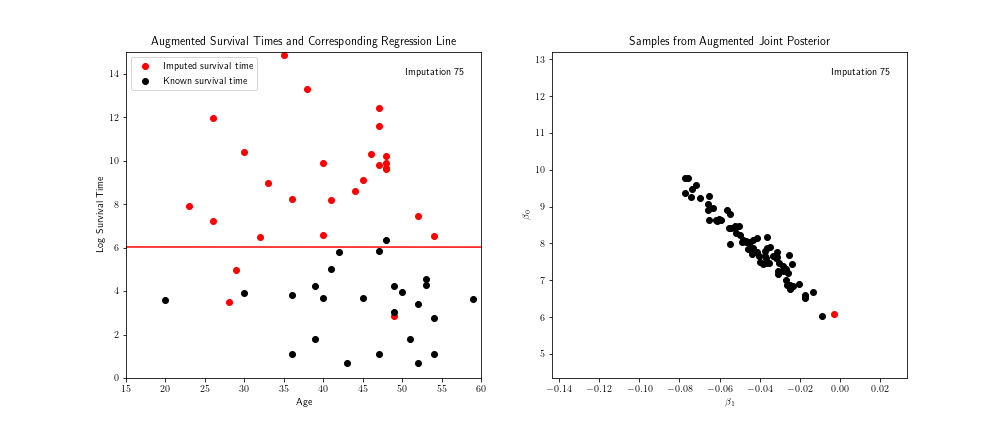 Augmented Survival Times and Corresponding Regression Line
Imputed survival time
Known survival time
Imputation 75
Log Survival Time
14
12
10
8
6
4
2
0
15 20 25 30 35 40 45 50 55 60
Age
Samples from Augmented Joint Posterior
Imputation 75
β₀
13
12
11
10
9
8
7
6
5
−0.14 −0.12 −0.10 −0.08 −0.06 −0.04 −0.02 0.00 0.02
β₁